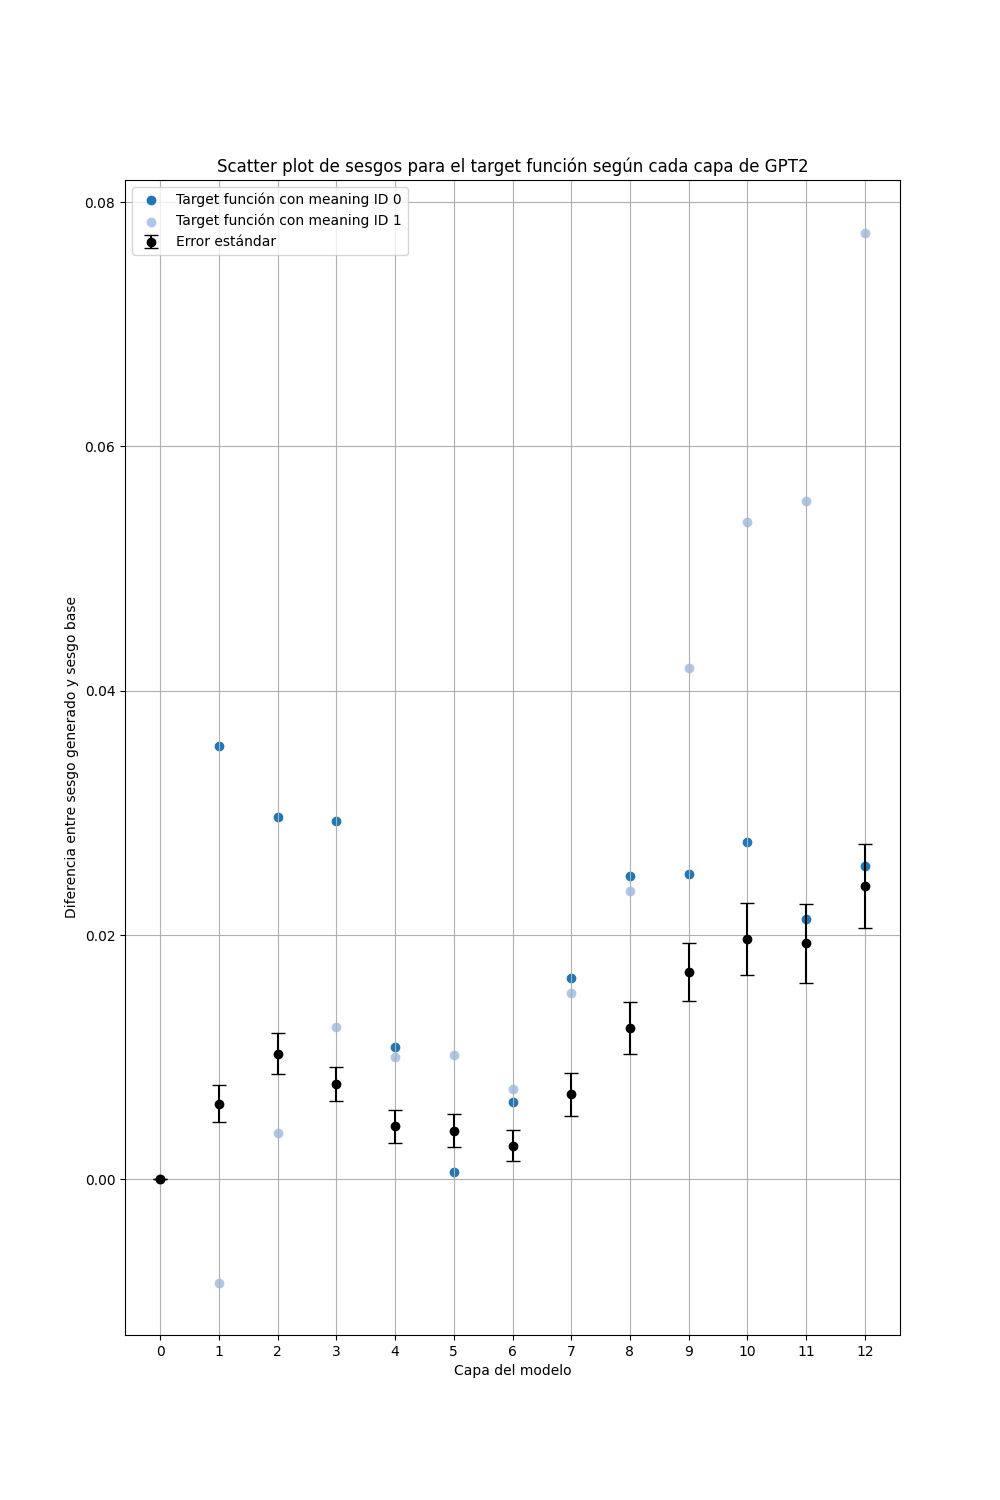 Scatter plot de sesgos para el target función según cada capa de GPT2
Target función con meaning ID 0
Target función con meaning ID 1
Error estándar
0.08
0.06
0.04
0.02
0.00
Diferencia entre sesgo generado y sesgo base
0 1 2 3 4 5 6 7 8 9 10 11 12
Capa del modelo